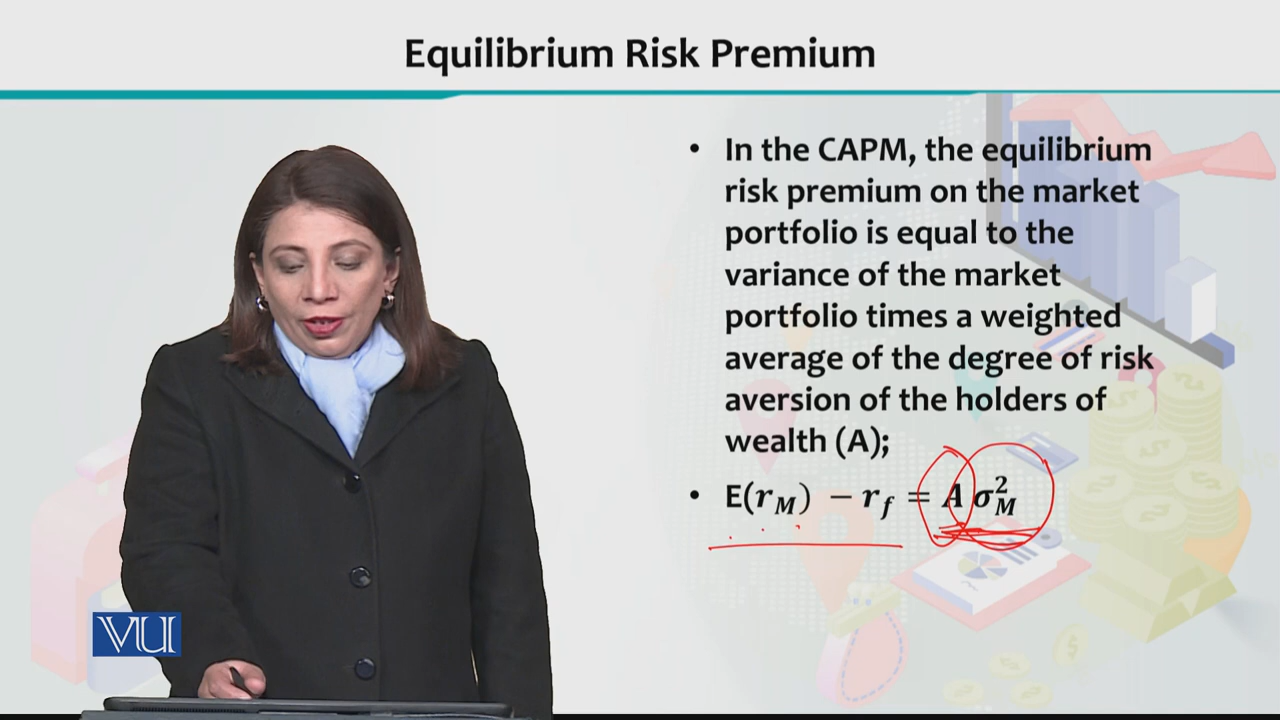 Equilibrium Risk Premium
• In the CAPM, the equilibrium
risk premium on the market
portfolio is equal to the
variance of the market
portfolio times a weighted
average of the degree of risk
aversion of the holders of
wealth (A);
• E(r_M) − r_f = A σ²_M
VU